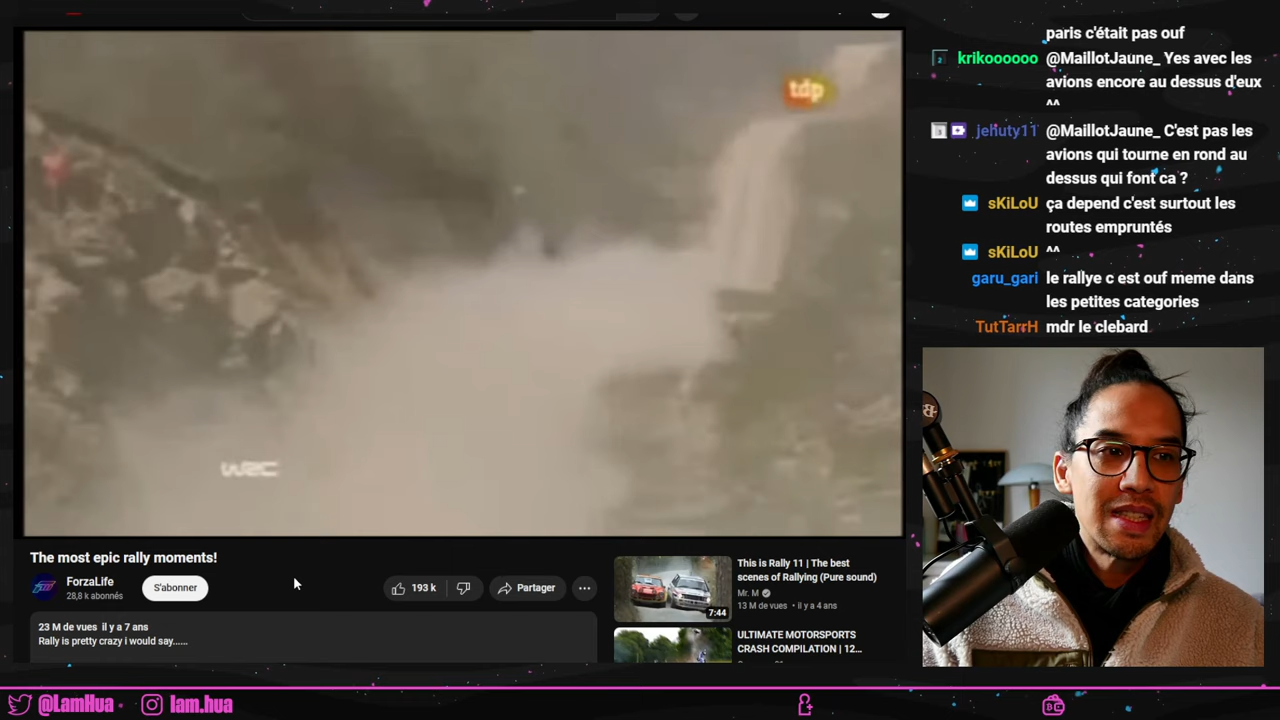 tdp
WRC
The most epic rally moments!
ForzaLife
28,8 k abonnés
S'abonner
193 k
Partager
23 M de vues il y a 7 ans
Rally is pretty crazy i would say......
This is Rally 11 | The best
scenes of Rallying (Pure sound)
Mr. M
13 M de vues • il y a 4 ans
7:44
ULTIMATE MOTORSPORTS
CRASH COMPILATION | 12...
paris c'était pas ouf
krikoooooo @MaillotJaune_ Yes avec les
avions encore au dessus d'eux
^^
jehuty11 @MaillotJaune_ C'est pas les
avions qui tourne en rond au
dessus qui font ca ?
sKiLoU ça depend c'est surtout les
routes empruntés
sKiLoU ^^
garu_gari le rallye c est ouf meme dans
les petites categories
TutTarrH mdr le clebard
@LamHua
lam.hua